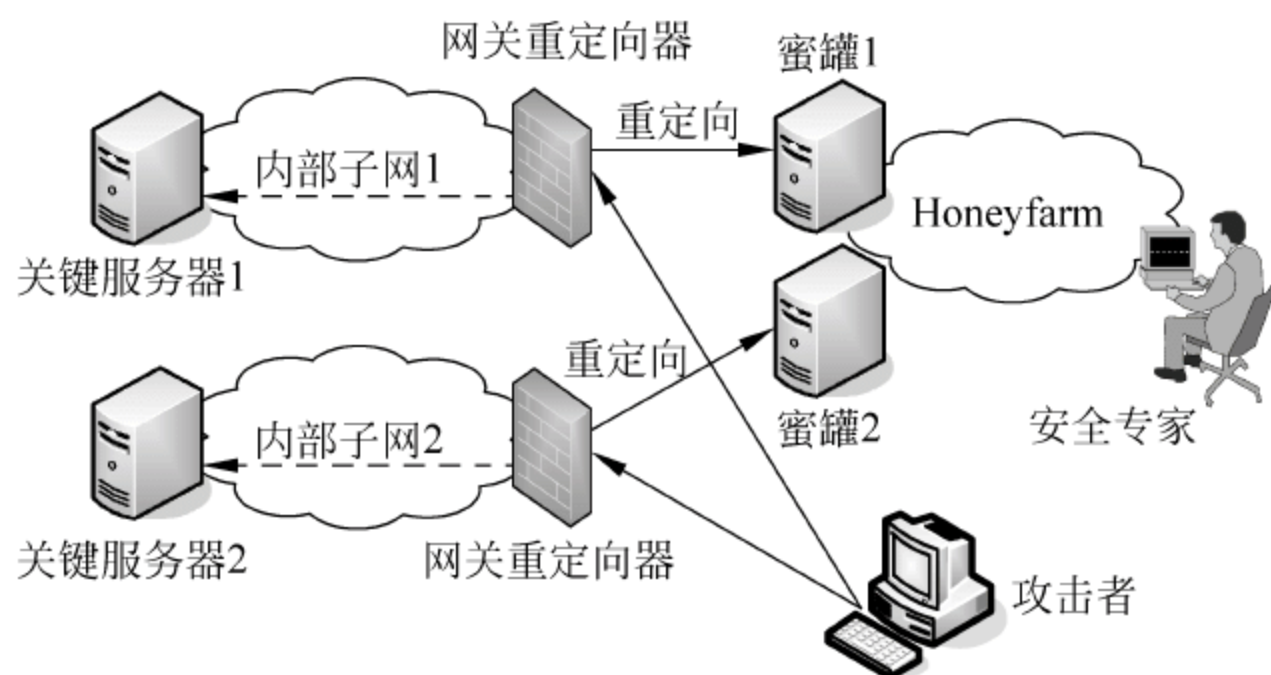 网关重定向器
蜜罐1
重定向
内部子网1
Honeyfarm
关键服务器1
重定向
内部子网2
蜜罐2
安全专家
关键服务器2
网关重定向器
攻击者